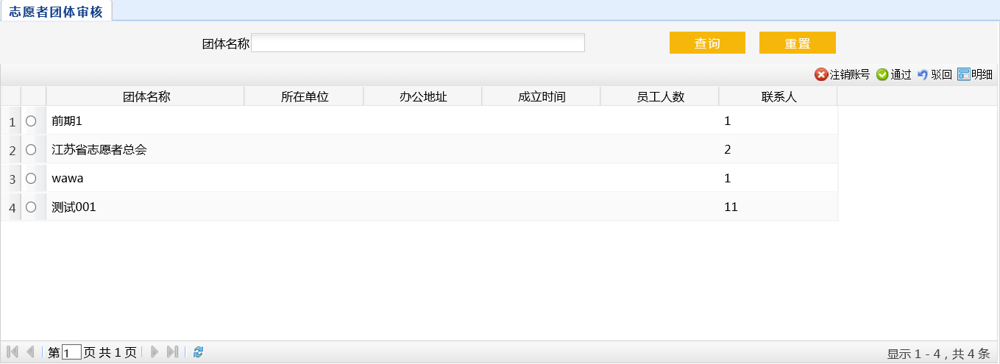 志愿者团体审核
团体名称 查询 重置
注销账号 通过 驳回 明细
团体名称 所在单位 办公地址 成立时间 员工人数 联系人
1 前期1 1
2 江苏省志愿者总会 2
3 wawa 1
4 测试001 11
第 1 页 共 1 页 显示 1 - 4，共 4 条